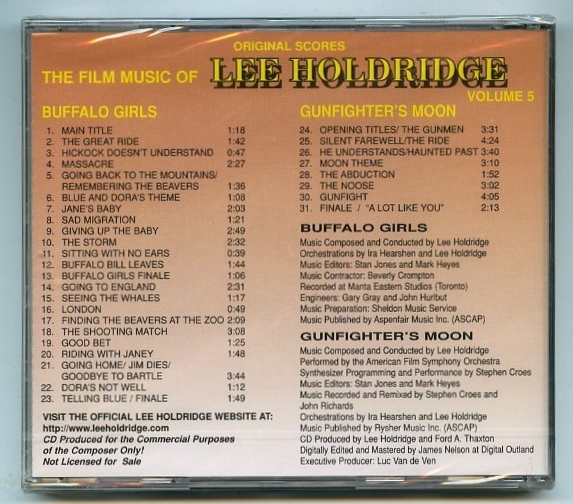 ORIGINAL SCORES
THE FILM MUSIC OF LEE HOLDRIDGE
VOLUME 5
BUFFALO GIRLS
1. MAIN TITLE 1:18
2. THE GREAT RIDE 1:42
3. HICKOCK DOESN'T UNDERSTAND 0:47
4. MASSACRE 2:27
5. GOING BACK TO THE MOUNTAINS/
REMEMBERING THE BEAVERS 1:36
6. BLUE AND DORA'S THEME 1:08
7. JANE'S BABY 2:03
8. SAD MIGRATION 1:21
9. GIVING UP THE BABY 2:49
10. THE STORM 2:32
11. SITTING WITH NO EARS 0:39
12. BUFFALO BILL LEAVES 1:44
13. BUFFALO GIRLS FINALE 1:06
14. GOING TO ENGLAND 2:31
15. SEEING THE WHALES 1:17
16. LONDON 0:49
17. FINDING THE BEAVERS AT THE ZOO 2:09
18. THE SHOOTING MATCH 3:08
19. GOOD BET 1:25
20. RIDING WITH JANEY 1:48
21. GOING HOME/ JIM DIES/
GOODBYE TO BARTLE 3:44
22. DORA'S NOT WELL 1:12
23. TELLING BLUE / FINALE 1:49
VISIT THE OFFICIAL LEE HOLDRIDGE WEBSITE AT:
http://www.leeholdridge.com
CD Produced for the Commercial Purposes
of the Composer Only!
Not Licensed for Sale
GUNFIGHTER'S MOON
24. OPENING TITLES/ THE GUNMEN 3:31
25. SILENT FAREWELL/THE RIDE 4:24
26. HE UNDERSTANDS/HAUNTED PAST 3:40
27. MOON THEME 3:10
28. THE ABDUCTION 1:52
29. THE NOOSE 3:02
30. GUNFIGHT 4:05
31. FINALE / "A LOT LIKE YOU" 2:13
BUFFALO GIRLS
Music Composed and Conducted by Lee Holdridge
Orchestrations by Ira Hearshen and Lee Holdridge
Music Editors: Stan Jones and Mark Heyes
Music Contractor: Beverly Crompton
Recorded at Manta Eastern Studios (Toronto)
Engineers: Gary Gray and John Hurlbut
Music Preparation: Sheldon Music Service
Music Published by Aspenfair Music Inc. (ASCAP)
GUNFIGHTER'S MOON
Music Composed and Conducted by Lee Holdridge
Performed by the American Film Symphony Orchestra
Synthesizer Programming and Performance by Stephen Croes
Music Editors: Stan Jones and Mark Heyes
Music Recorded and Remixed by Stephen Croes and
John Richards
Orchestrations by Ira Hearshen and Lee Holdridge
Music Published by Rysher Music Inc. (ASCAP)
CD Produced by Lee Holdridge and Ford A. Thaxton
Digitally Edited and Mastered by James Nelson at Digital Outland
Executive Producer: Luc Van de Ven